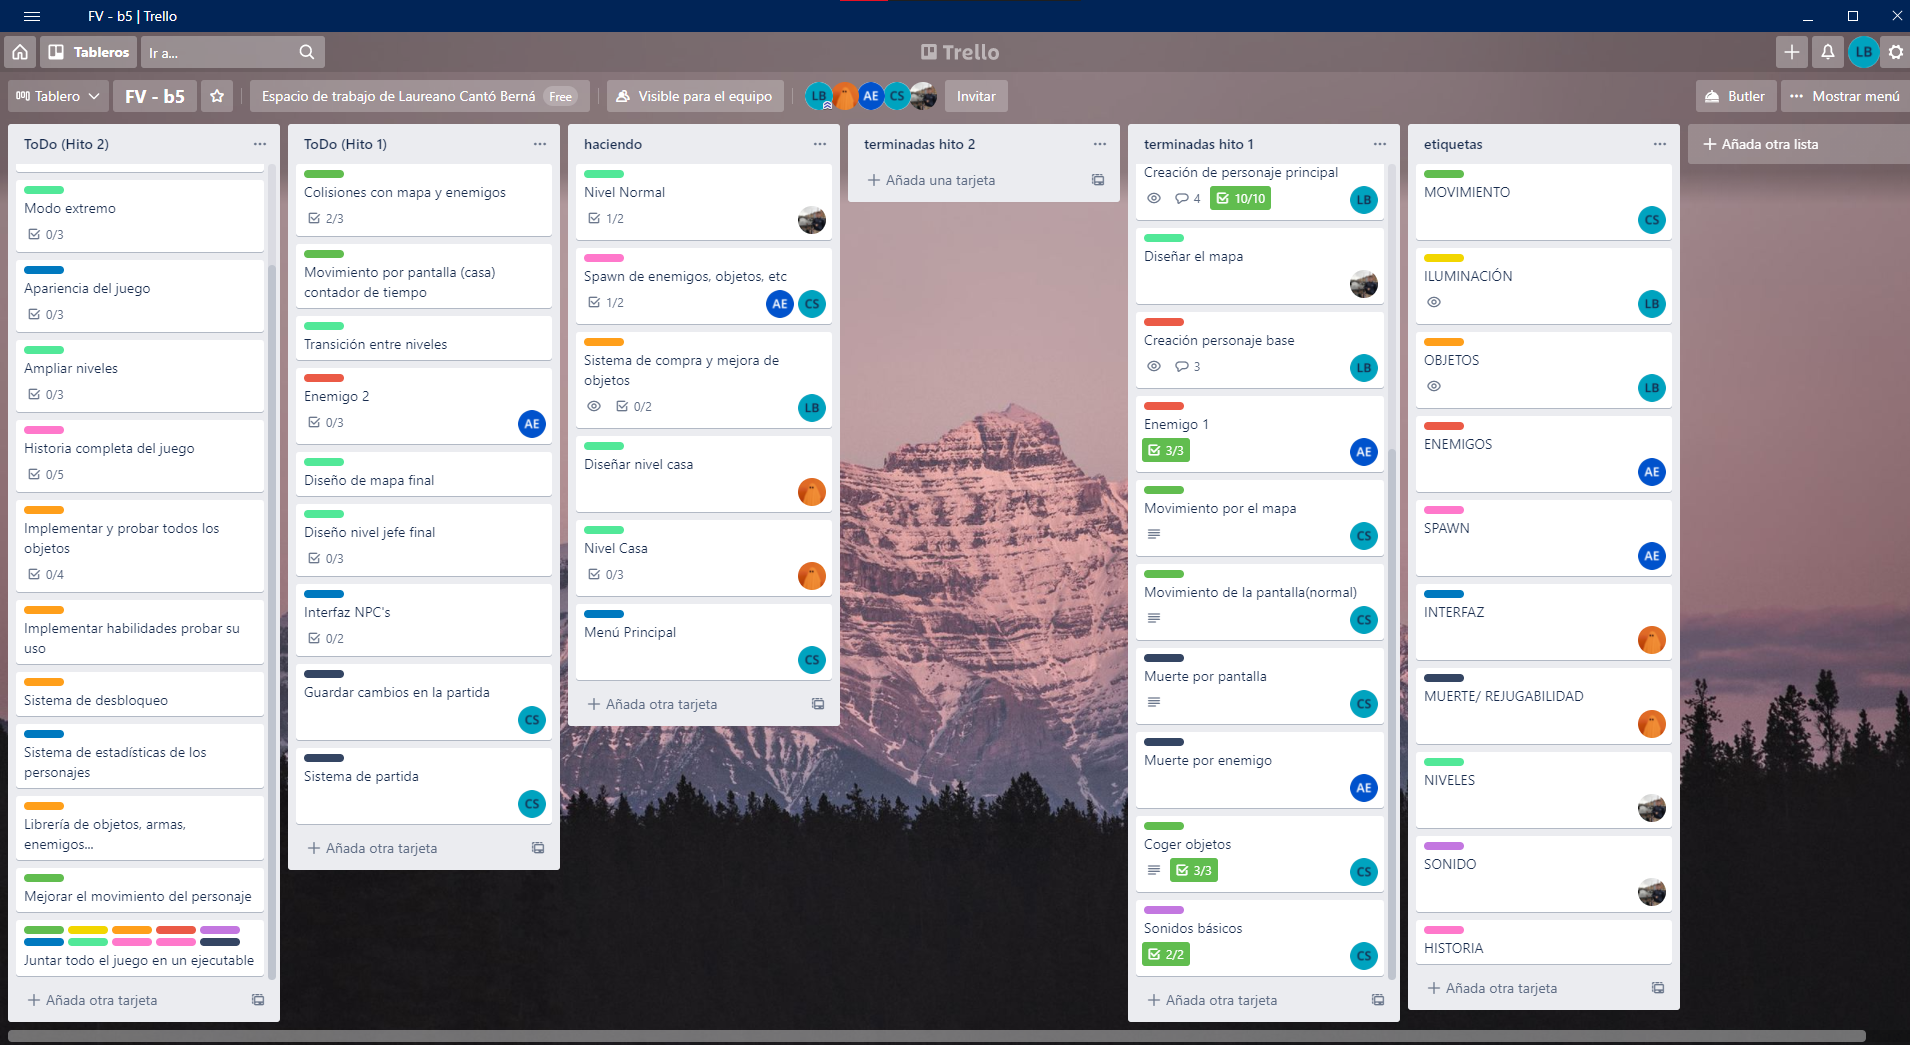 FV - b5 | Trello
Tableros
Ir a...
Trello
LB
Tablero
FV - b5
Espacio de trabajo de Laureano Cantó Berná
Free
Visible para el equipo
LB
AE
CS
Invitar
Butler
Mostrar menú
ToDo (Hito 2)
Modo extremo
0/3
Apariencia del juego
0/3
Ampliar niveles
0/3
Historia completa del juego
0/5
Implementar y probar todos los
objetos
0/4
Implementar habilidades probar su
uso
Sistema de desbloqueo
Sistema de estadísticas de los
personajes
Librería de objetos, armas,
enemigos...
Mejorar el movimiento del personaje
Juntar todo el juego en un ejecutable
Añada otra tarjeta
ToDo (Hito 1)
Colisiones con mapa y enemigos
2/3
Movimiento por pantalla (casa)
contador de tiempo
Transición entre niveles
Enemigo 2
0/3
AE
Diseño de mapa final
Diseño nivel jefe final
0/3
Interfaz NPC's
0/2
Guardar cambios en la partida
CS
Sistema de partida
CS
Añada otra tarjeta
haciendo
Nivel Normal
1/2
Spawn de enemigos, objetos, etc
1/2
AE
CS
Sistema de compra y mejora de
objetos
0/2
LB
Diseñar nivel casa
Nivel Casa
0/3
Menú Principal
CS
Añada otra tarjeta
terminadas hito 2
Añada una tarjeta
terminadas hito 1
Creación de personaje principal
4
10/10
LB
Diseñar el mapa
Creación personaje base
3
LB
Enemigo 1
3/3
AE
Movimiento por el mapa
CS
Movimiento de la pantalla(normal)
CS
Muerte por pantalla
CS
Muerte por enemigo
AE
Coger objetos
3/3
CS
Sonidos básicos
2/2
CS
Añada otra tarjeta
etiquetas
MOVIMIENTO
CS
ILUMINACIÓN
LB
OBJETOS
LB
ENEMIGOS
AE
SPAWN
AE
INTERFAZ
MUERTE/ REJUGABILIDAD
NIVELES
SONIDO
HISTORIA
Añada otra tarjeta
Añada otra lista